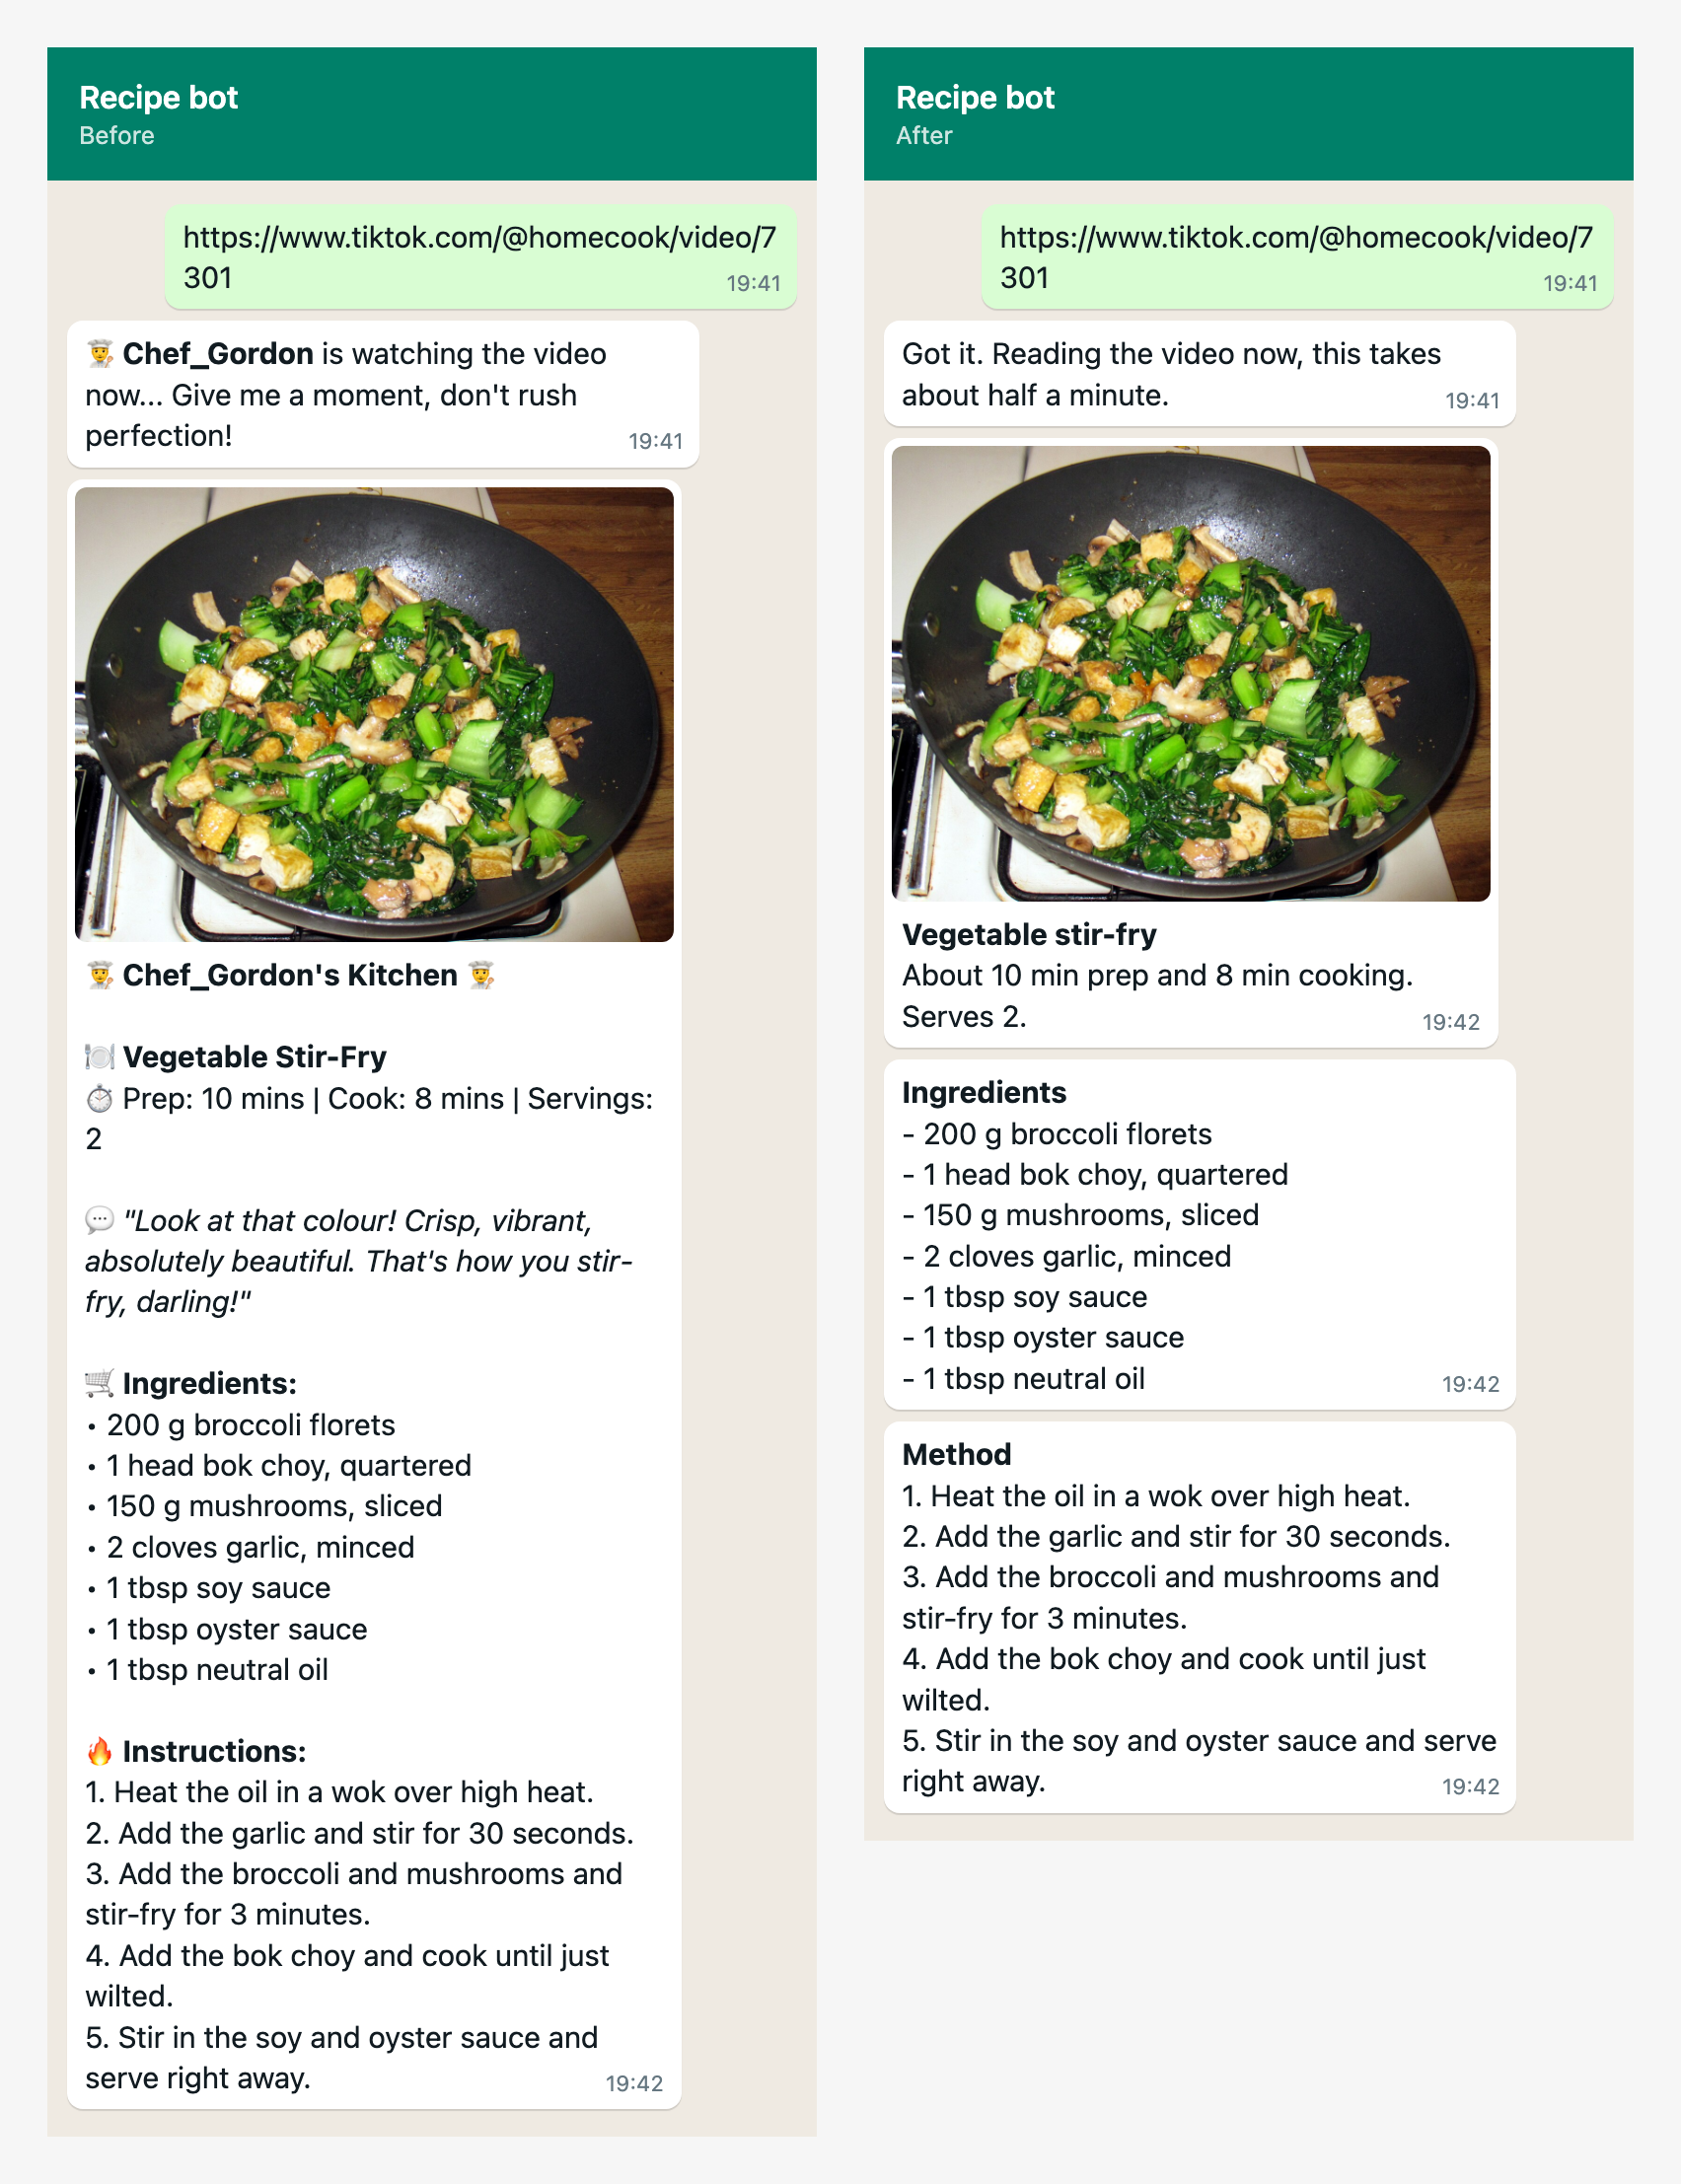 Recipe bot
Before
https://www.tiktok.com/@homecook/video/7
301
19:41
👨‍🍳 Chef_Gordon is watching the video
now... Give me a moment, don't rush
perfection!
19:41
👨‍🍳 Chef_Gordon's Kitchen 👨‍🍳
🍽️ Vegetable Stir-Fry
⏱️ Prep: 10 mins | Cook: 8 mins | Servings:
2
💬 "Look at that colour! Crisp, vibrant,
absolutely beautiful. That's how you stir-
fry, darling!"
🛒 Ingredients:
• 200 g broccoli florets
• 1 head bok choy, quartered
• 150 g mushrooms, sliced
• 2 cloves garlic, minced
• 1 tbsp soy sauce
• 1 tbsp oyster sauce
• 1 tbsp neutral oil
🔥 Instructions:
1. Heat the oil in a wok over high heat.
2. Add the garlic and stir for 30 seconds.
3. Add the broccoli and mushrooms and
stir-fry for 3 minutes.
4. Add the bok choy and cook until just
wilted.
5. Stir in the soy and oyster sauce and
serve right away.
19:42
Recipe bot
After
https://www.tiktok.com/@homecook/video/7
301
19:41
Got it. Reading the video now, this takes
about half a minute.
19:41
Vegetable stir-fry
About 10 min prep and 8 min cooking.
Serves 2.
19:42
Ingredients
- 200 g broccoli florets
- 1 head bok choy, quartered
- 150 g mushrooms, sliced
- 2 cloves garlic, minced
- 1 tbsp soy sauce
- 1 tbsp oyster sauce
- 1 tbsp neutral oil
19:42
Method
1. Heat the oil in a wok over high heat.
2. Add the garlic and stir for 30 seconds.
3. Add the broccoli and mushrooms and
stir-fry for 3 minutes.
4. Add the bok choy and cook until just
wilted.
5. Stir in the soy and oyster sauce and serve
right away.
19:42